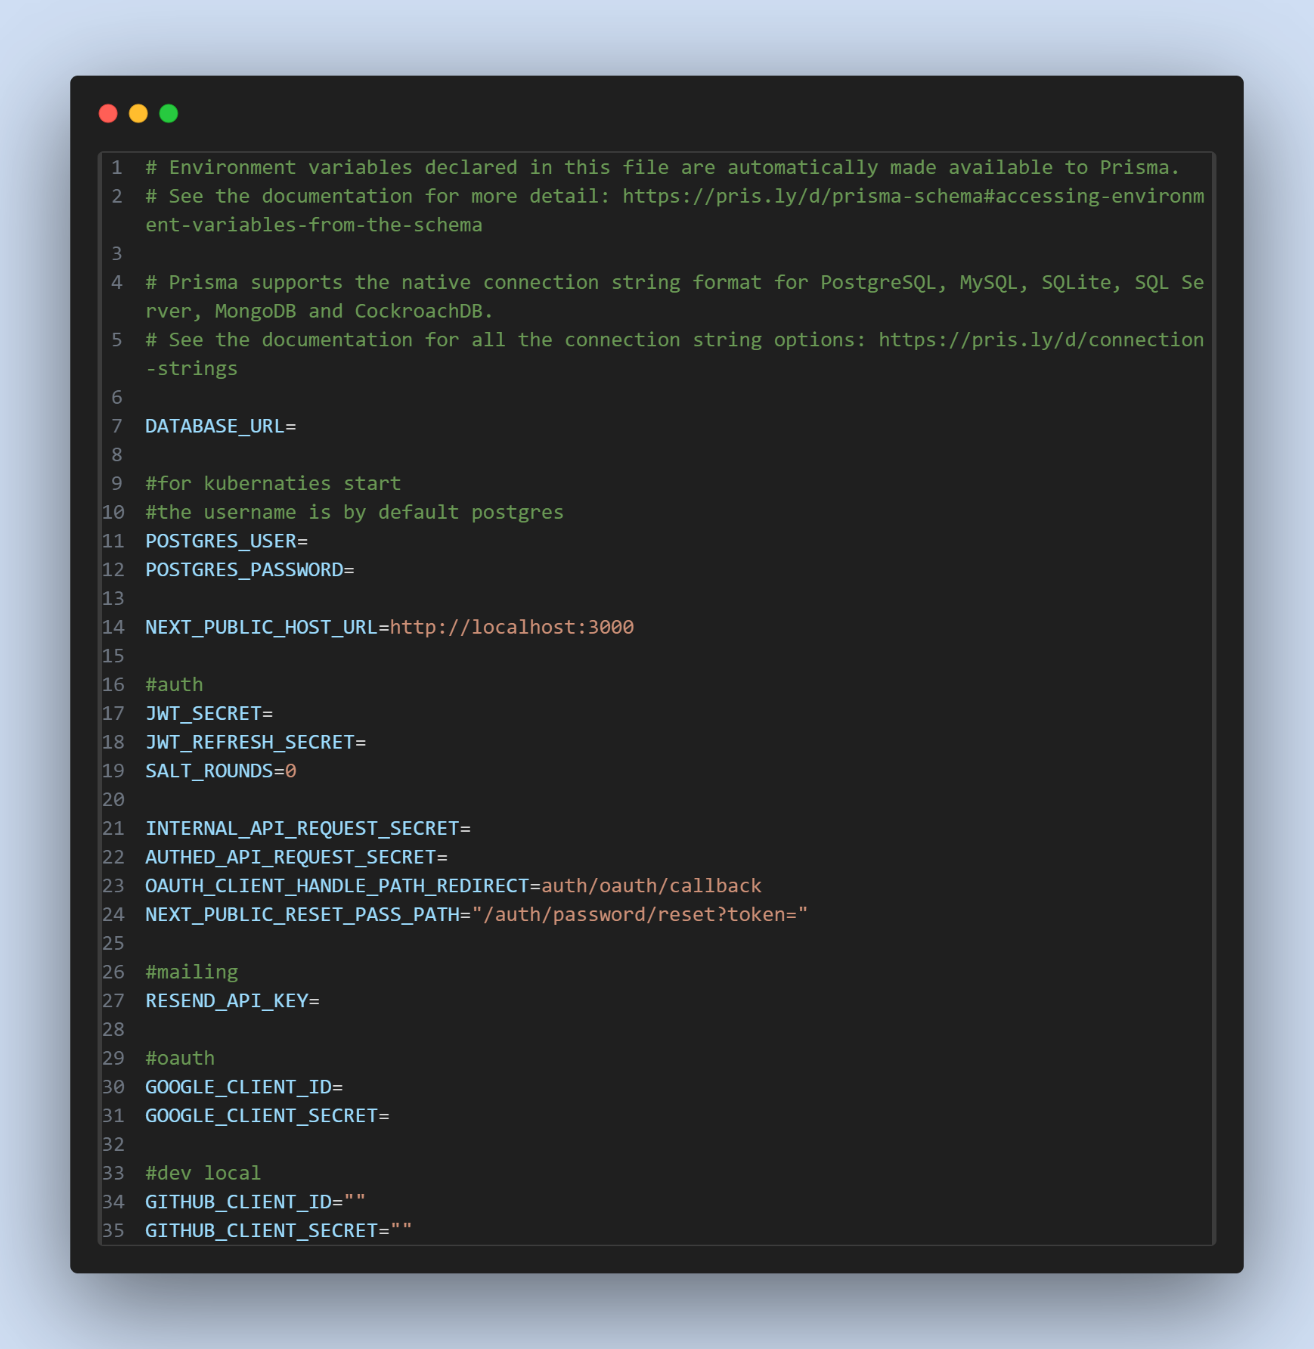 1 # Environment variables declared in this file are automatically made available to Prisma.
2 # See the documentation for more detail: https://pris.ly/d/prisma-schema#accessing-environm
ent-variables-from-the-schema
3
4 # Prisma supports the native connection string format for PostgreSQL, MySQL, SQLite, SQL Se
rver, MongoDB and CockroachDB.
5 # See the documentation for all the connection string options: https://pris.ly/d/connection
-strings
6
7 DATABASE_URL=
8
9 #for kubernaties start
10 #the username is by default postgres
11 POSTGRES_USER=
12 POSTGRES_PASSWORD=
13
14 NEXT_PUBLIC_HOST_URL=http://localhost:3000
15
16 #auth
17 JWT_SECRET=
18 JWT_REFRESH_SECRET=
19 SALT_ROUNDS=0
20
21 INTERNAL_API_REQUEST_SECRET=
22 AUTHED_API_REQUEST_SECRET=
23 OAUTH_CLIENT_HANDLE_PATH_REDIRECT=auth/oauth/callback
24 NEXT_PUBLIC_RESET_PASS_PATH="/auth/password/reset?token="
25
26 #mailing
27 RESEND_API_KEY=
28
29 #oauth
30 GOOGLE_CLIENT_ID=
31 GOOGLE_CLIENT_SECRET=
32
33 #dev local
34 GITHUB_CLIENT_ID=""
35 GITHUB_CLIENT_SECRET=""